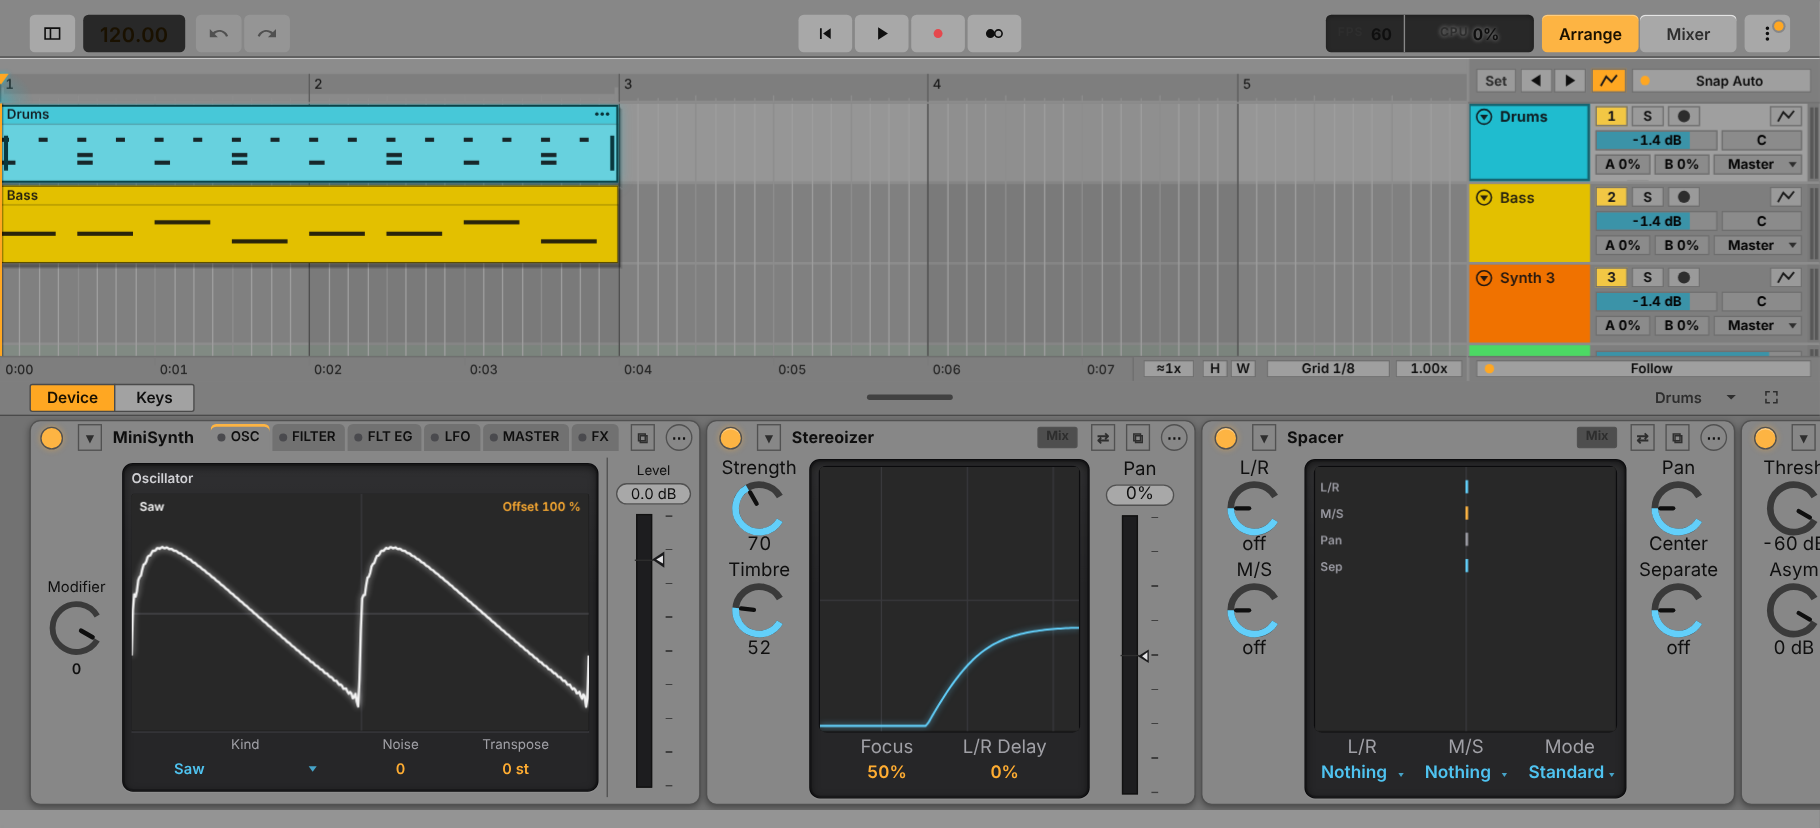 120.00
FPS 60
CPU 0%
Arrange
Mixer
1 2 3 4 5
Set
Snap Auto
Drums
Drums
1 S
-1.4 dB C
A 0% B 0% Master
Bass
Bass
2 S
-1.4 dB C
A 0% B 0% Master
Synth 3
3 S
-1.4 dB C
A 0% B 0% Master
0:00 0:01 0:02 0:03 0:04 0:05 0:06 0:07
≈1x H W Grid 1/8 1.00x
Follow
Device Keys
Drums
MiniSynth
OSC FILTER FLT EG LFO MASTER FX
Modifier
0
Oscillator
Saw
Offset 100 %
Kind Noise Transpose
Saw 0 0 st
Level
0.0 dB
Stereoizer
Mix
Strength
70
Timbre
52
Focus L/R Delay
50% 0%
Pan
0%
Spacer
Mix
L/R
off
M/S
off
L/R
M/S
Pan
Sep
L/R M/S Mode
Nothing Nothing Standard
Pan
Center
Separate
off
Thresh
-60 dB
Asym
0 dB